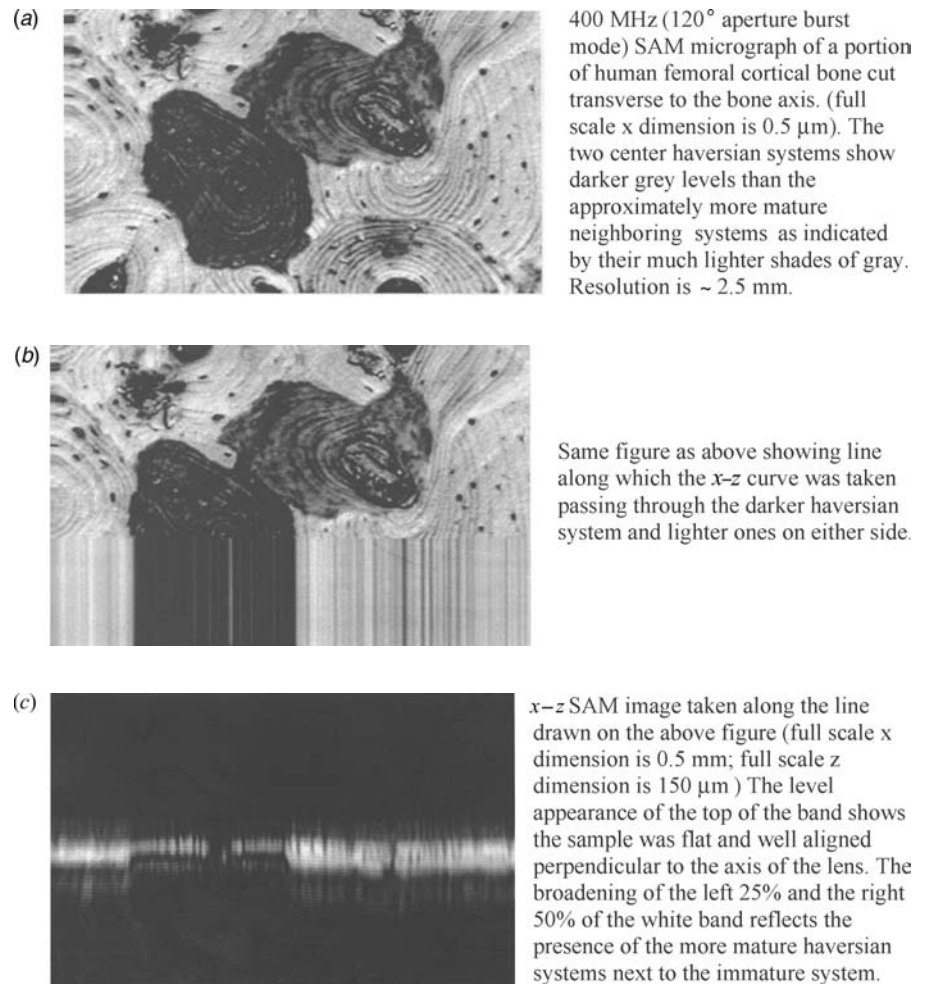 (a)
400 MHz (120° aperture burst
mode) SAM micrograph of a portion
of human femoral cortical bone cut
transverse to the bone axis. (full
scale x dimension is 0.5 μm). The
two center haversian systems show
darker grey levels than the
approximately more mature
neighboring systems as indicated
by their much lighter shades of gray.
Resolution is ~ 2.5 mm.
(b)
Same figure as above showing line
along which the x–z curve was taken
passing through the darker haversian
system and lighter ones on either side.
(c)
x–z SAM image taken along the line
drawn on the above figure (full scale x
dimension is 0.5 mm; full scale z
dimension is 150 μm ) The level
appearance of the top of the band shows
the sample was flat and well aligned
perpendicular to the axis of the lens. The
broadening of the left 25% and the right
50% of the white band reflects the
presence of the more mature haversian
systems next to the immature system.